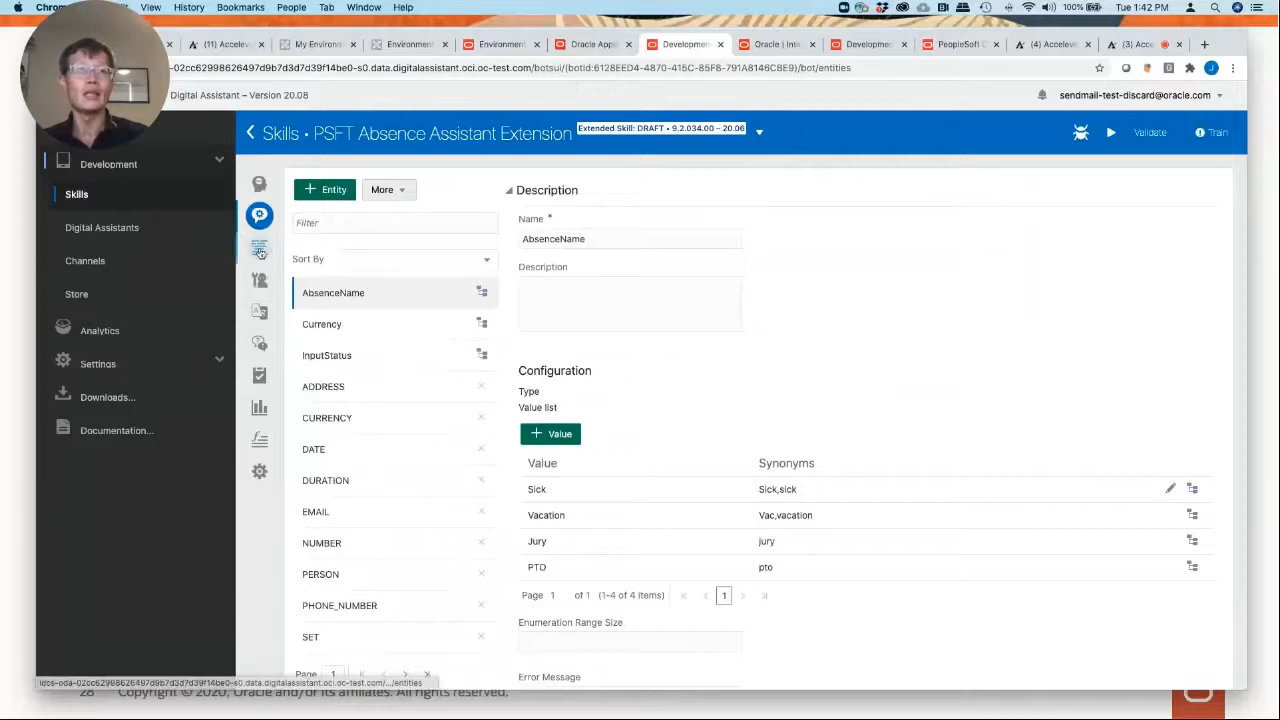 View History Bookmarks People Tab Window Help
100% Tue 1:42 PM
(11) Accelev
My Environm
Environment
Environment
Oracle Appli
Development
Oracle | Inte
Developmen
PeopleSoft C
(4) Accelev
(3) Acce
-02cc62998626497d9b7d3d7d39f14be0-s0.data.digitalassistant.oci.oc-test.com/botsui/(botId:6128EED4-4870-415C-85F8-791A8146CBE9)/bot/entities
Digital Assistant – Version 20.08
sendmail-test-discard@oracle.com
Skills • PSFT Absence Assistant Extension
Extended Skill: DRAFT • 9.2.034.00 – 20.06
Validate
Train
Development
Skills
Digital Assistants
Channels
Store
Analytics
Settings
Downloads...
Documentation...
+ Entity
More
Filter
Sort By
AbsenceName
Currency
InputStatus
ADDRESS
CURRENCY
DATE
DURATION
EMAIL
NUMBER
PERSON
PHONE_NUMBER
SET
Page 1
Description
Name *
AbsenceName
Description
Configuration
Type
Value list
+ Value
Value Synonyms
Sick Sick,sick
Vacation Vac,vacation
Jury jury
PTO pto
Page 1 of 1 (1-4 of 4 items) 1
Enumeration Range Size
Error Message
idcs-oda-02cc62998626497d9b7d3d7d39f14be0-s0.data.digitalassistant.oci.oc-test.com/.../entities
28 Copyright © 2020, Oracle and/or its affiliates. All rights reserved.